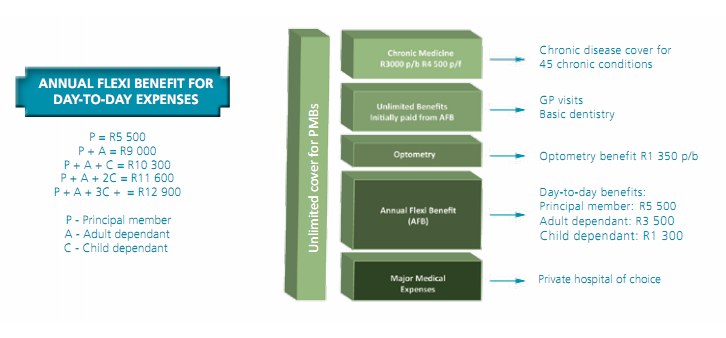 ANNUAL FLEXI BENEFIT FOR
DAY-TO-DAY EXPENSES
P = R5 500
P + A = R9 000
P + A + C = R10 300
P + A + 2C = R11 600
P + A + 3C + = R12 900
P - Principal member
A - Adult dependant
C - Child dependant
Unlimited cover for PMBs
Chronic Medicine
R3000 p/b R4 500 p/f
Chronic disease cover for
45 chronic conditions
Unlimited Benefits
Initially paid from AFB
GP visits
Basic dentistry
Optometry
Optometry benefit R1 350 p/b
Annual Flexi Benefit
(AFB)
Day-to-day benefits:
Principal member: R5 500
Adult dependant: R3 500
Child dependant: R1 300
Major Medical
Expenses
Private hospital of choice